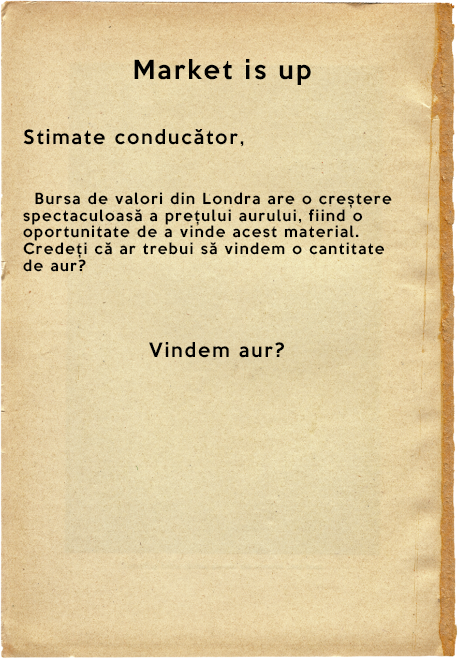 Market is up
Stimate conducător,
Bursa de valori din Londra are o creștere
spectaculoasă a prețului aurului, fiind o
oportunitate de a vinde acest material.
Credeți că ar trebui să vindem o cantitate
de aur?
Vindem aur?